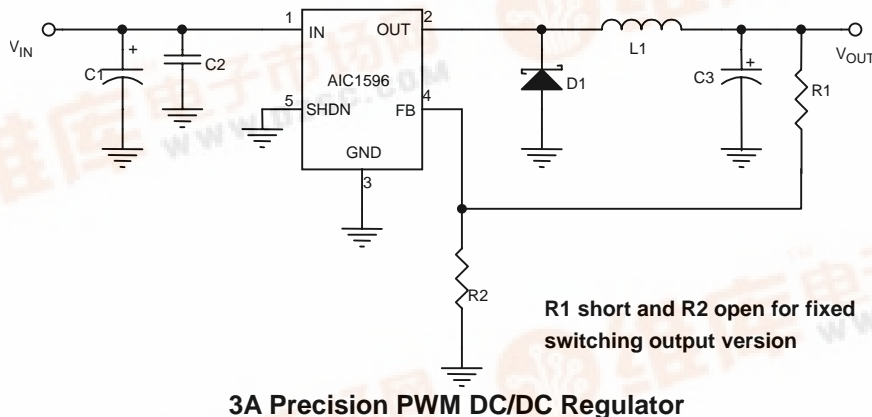 1
2
IN
OUT
L1
V_IN
V_OUT
C1
+
C2
AIC1596
D1
C3
+
R1
5
SHDN
4
FB
GND
3
R2
R1 short and R2 open for fixed
switching output version
3A Precision PWM DC/DC Regulator